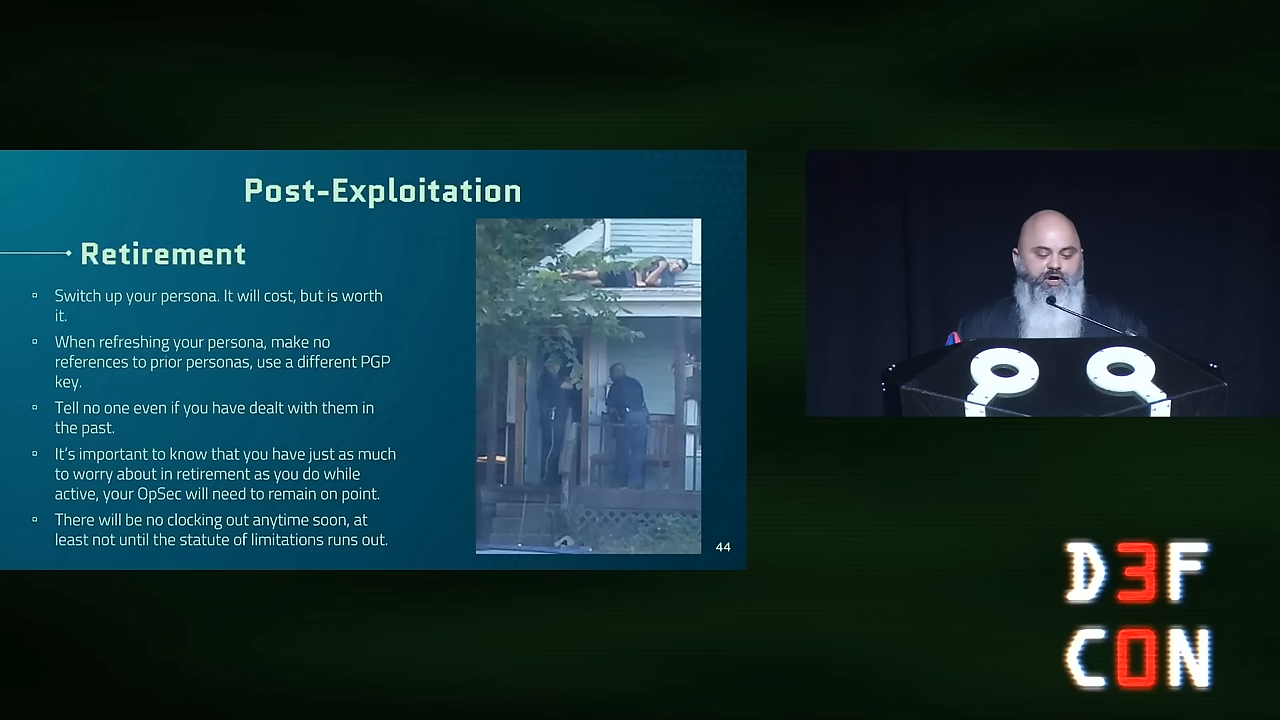 Post-Exploitation
Retirement
▫ Switch up your persona. It will cost, but is worth
it.
▫ When refreshing your persona, make no
references to prior personas, use a different PGP
key.
▫ Tell no one even if you have dealt with them in
the past.
▫ It's important to know that you have just as much
to worry about in retirement as you do while
active, your OpSec will need to remain on point.
▫ There will be no clocking out anytime soon, at
least not until the statute of limitations runs out.
44
D3F
C0N